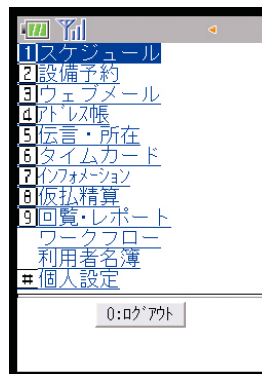 1スケジュール
2設備予約
3ウェブメール
4ｱﾄﾞﾚｽ帳
5伝言・所在
6タイムカード
7ｲﾝﾌｫﾒｰｼｮﾝ
8仮払精算
9回覧･レポート
ワークフロー
利用者名簿
#個人設定
0:ﾛｸﾞｱｳﾄ